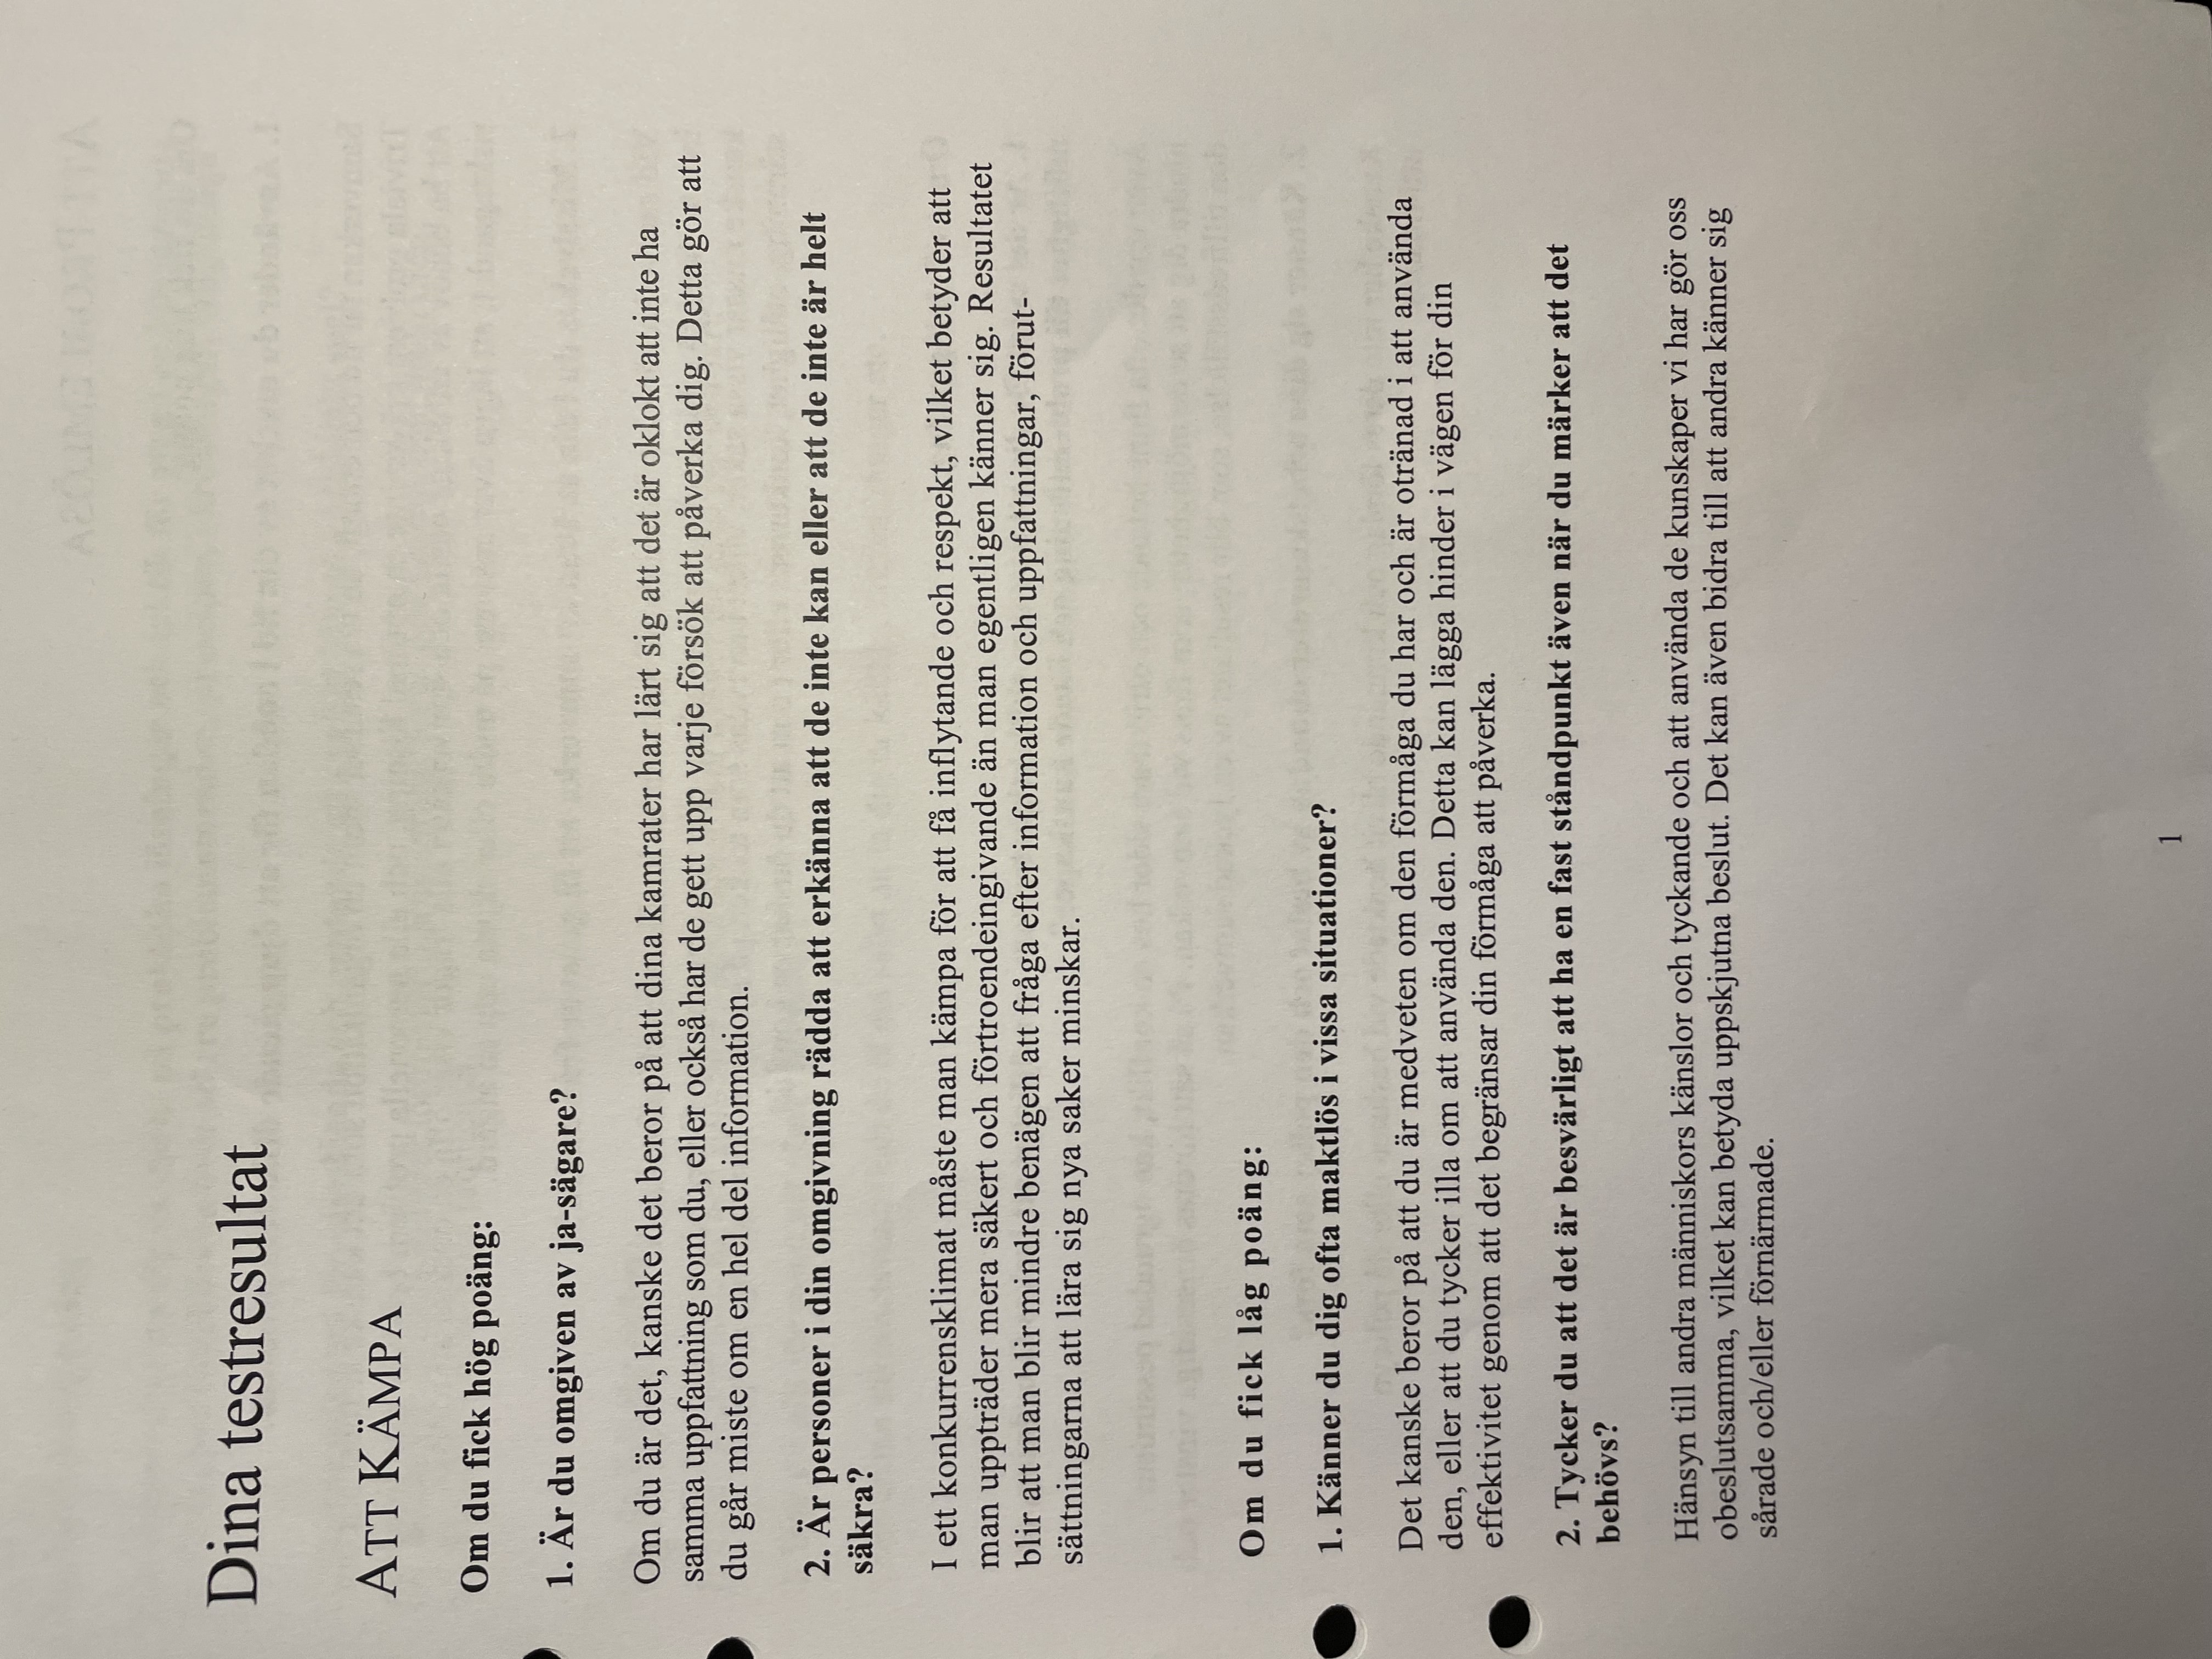 Dina testresultat
ATT KÄMPA
Om du fick hög poäng:
1. Är du omgiven av ja-sägare?
Om du är det, kanske det beror på att dina kamrater har lärt sig att det är oklokt att inte ha
samma uppfattning som du, eller också har de gett upp varje försök att påverka dig. Detta gör att
du går miste om en hel del information.
2. Är personer i din omgivning rädda att erkänna att de inte kan eller att de inte är helt
säkra?
I ett konkurrensklimat måste man kämpa för att få inflytande och respekt, vilket betyder att
man uppträder mera säkert och förtroendeingivande än man egentligen känner sig. Resultatet
blir att man blir mindre benägen att fråga efter information och uppfattningar, förut-
sättningarna att lära sig nya saker minskar.
Om du fick låg poäng:
1. Känner du dig ofta maktlös i vissa situationer?
Det kanske beror på att du är medveten om den förmåga du har och är otränad i att använda
den, eller att du tycker illa om att använda den. Detta kan lägga hinder i vägen för din
effektivitet genom att det begränsar din förmåga att påverka.
2. Tycker du att det är besvärligt att ha en fast ståndpunkt även när du märker att det
behövs?
Hänsyn till andra människors känslor och tyckande och att använda de kunskaper vi har gör oss
obeslutsamma, vilket kan betyda uppskjutna beslut. Det kan även bidra till att andra känner sig
sårade och/eller förnärmade.
1